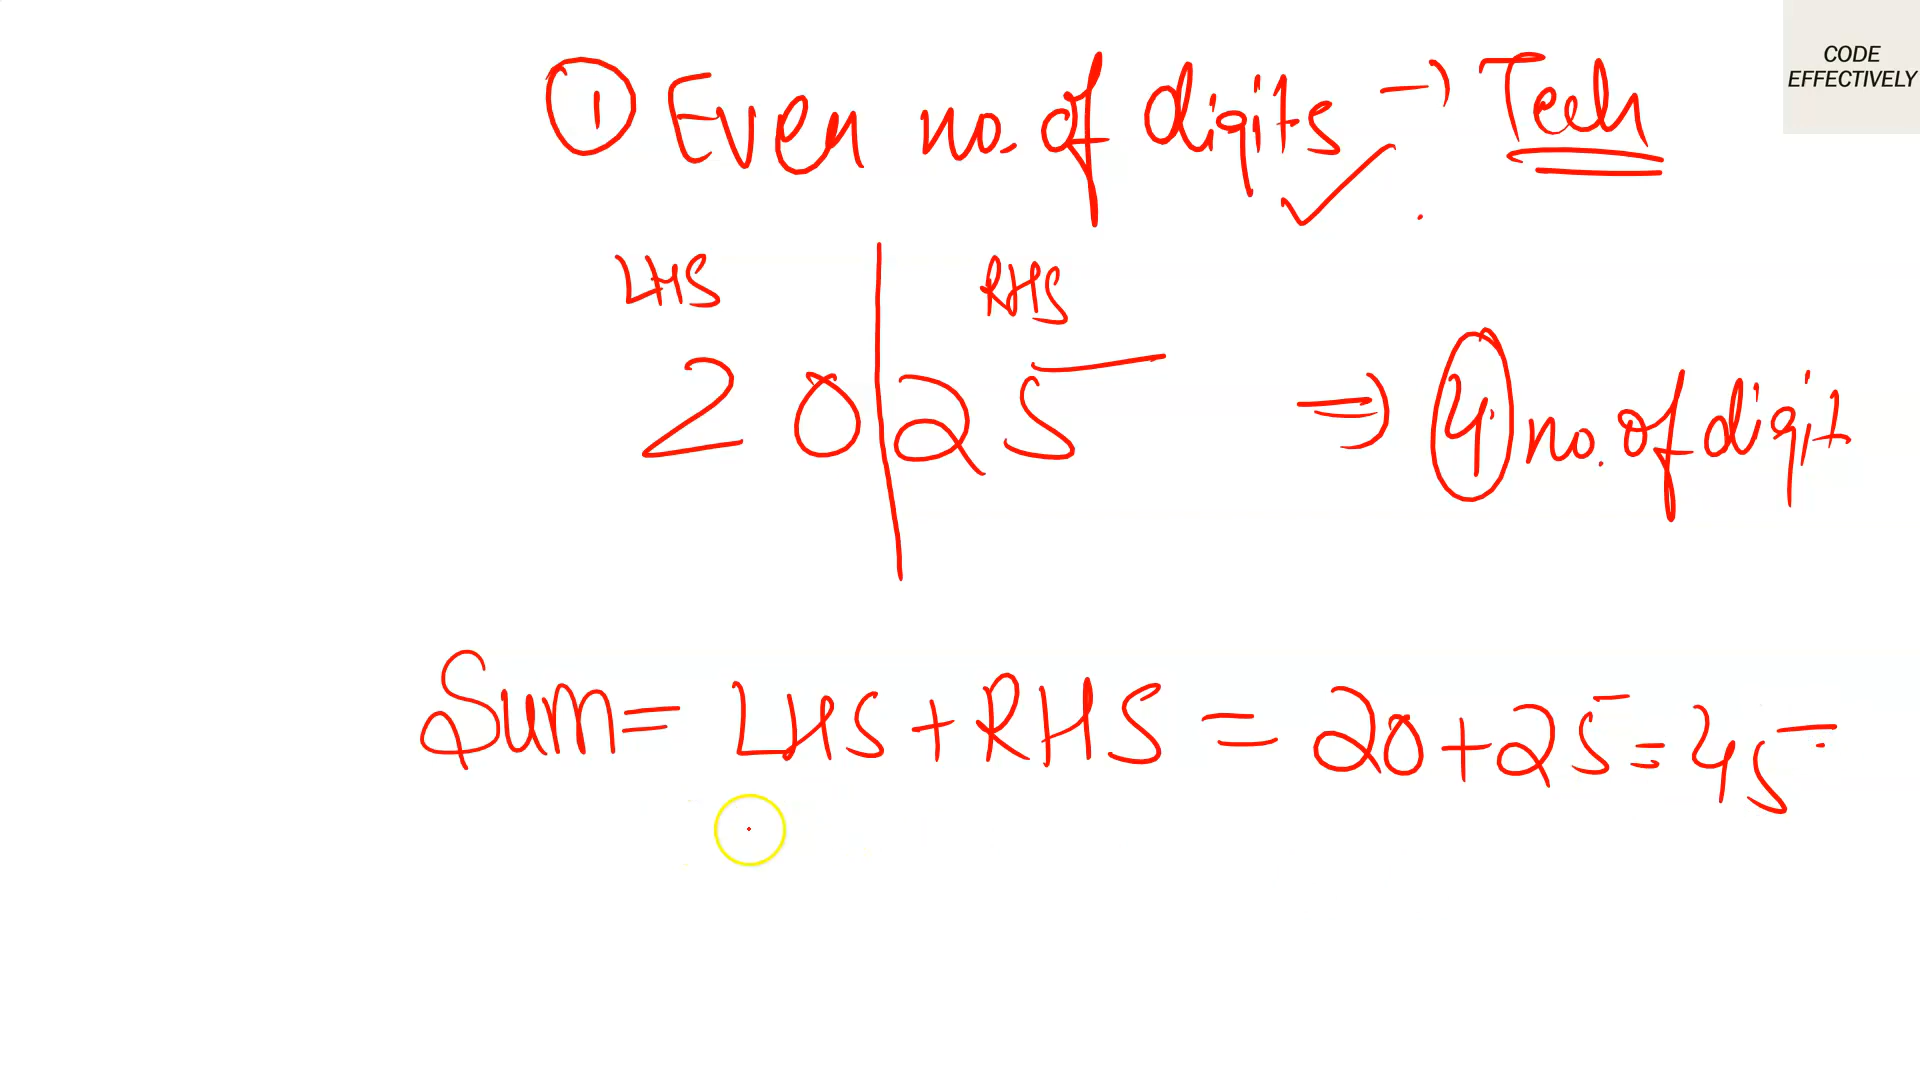 CODE
EFFECTIVELY
① Even no. of digits → Tech
LHS RHS
20 | 25 ⇒ 4 no. of digit
Sum = LHS + RHS = 20 + 25 = 45